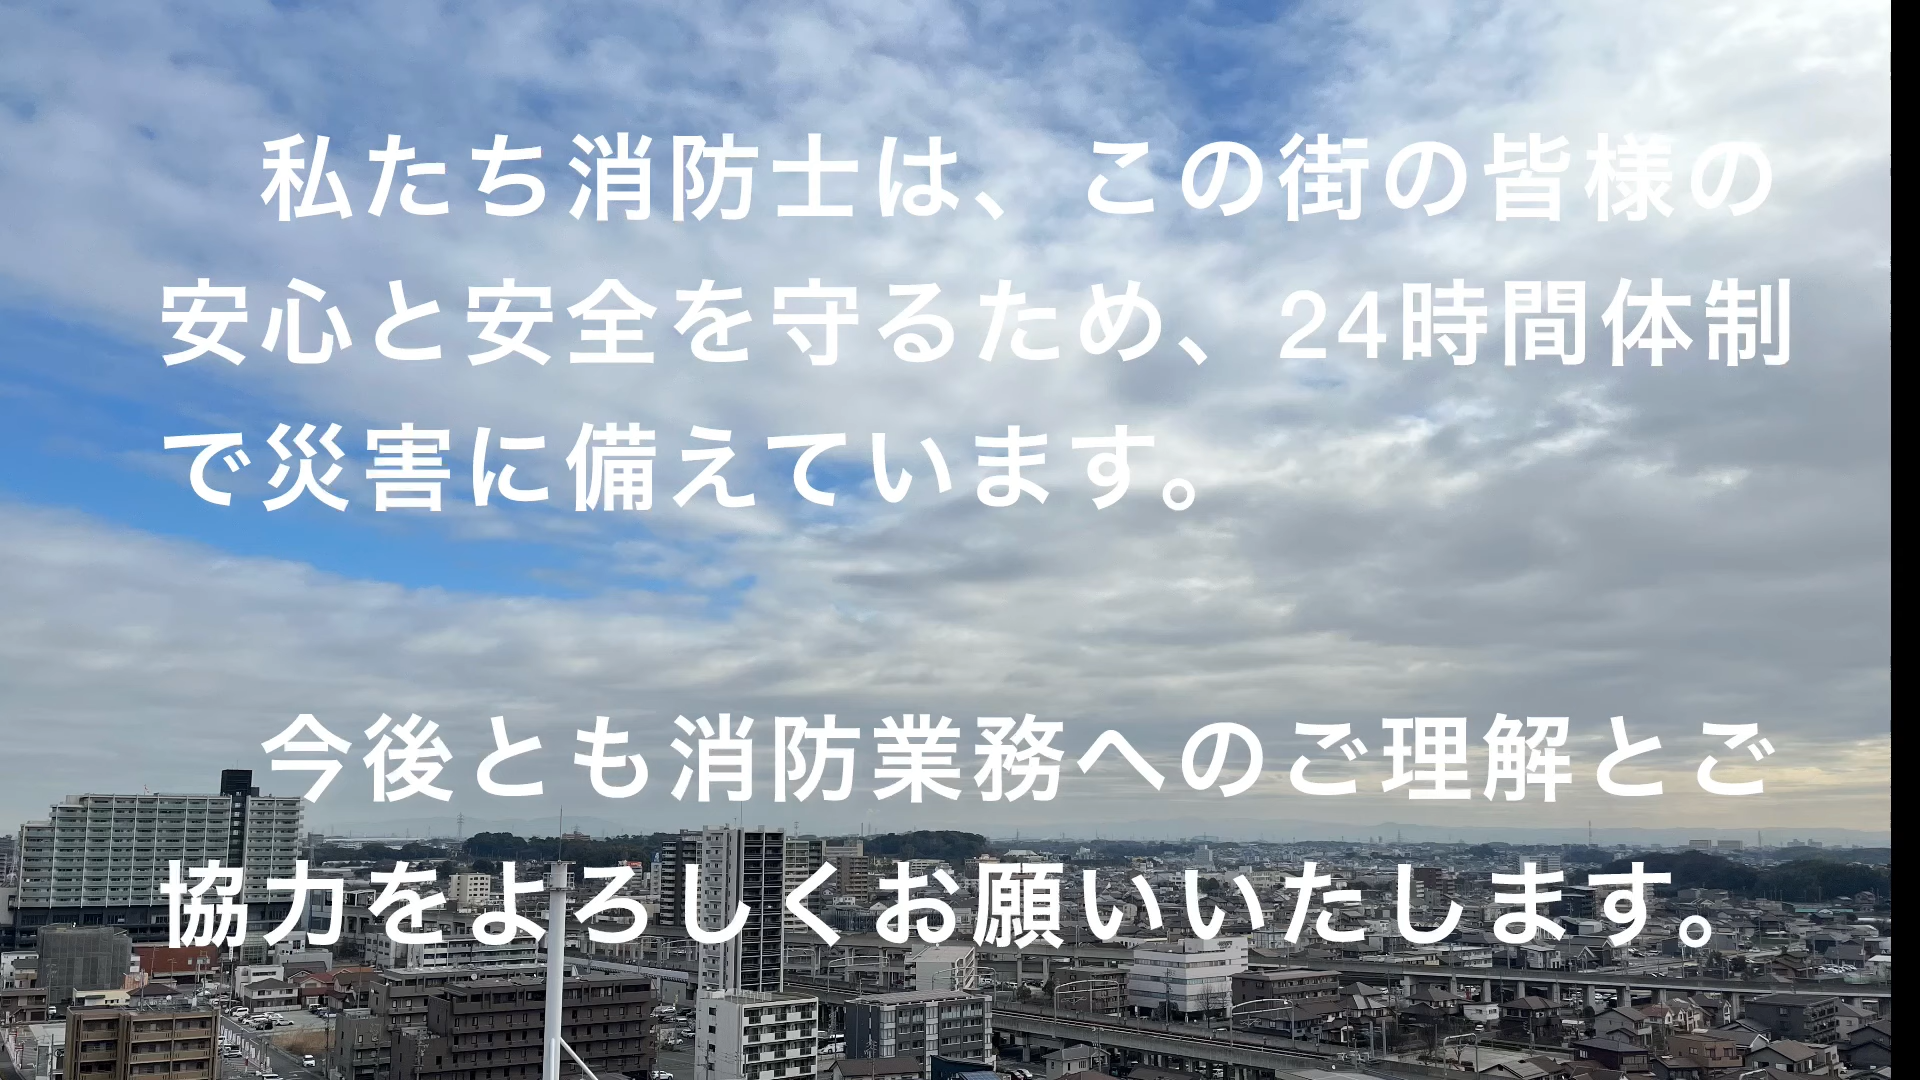 私たち消防士は、この街の皆様の
安心と安全を守るため、24時間体制
で災害に備えています。
今後とも消防業務へのご理解とご
協力をよろしくお願いいたします。